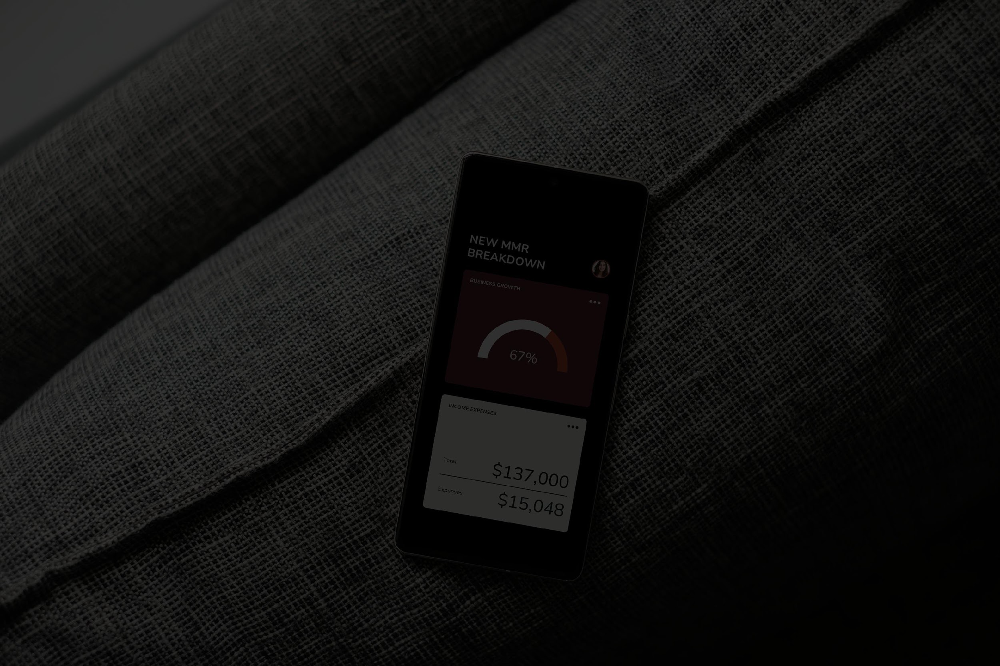 NEW MMR
BREAKDOWN
BUSINESS GROWTH
67%
INCOME EXPENSES
Total
$137,000
Expenses
$15,048